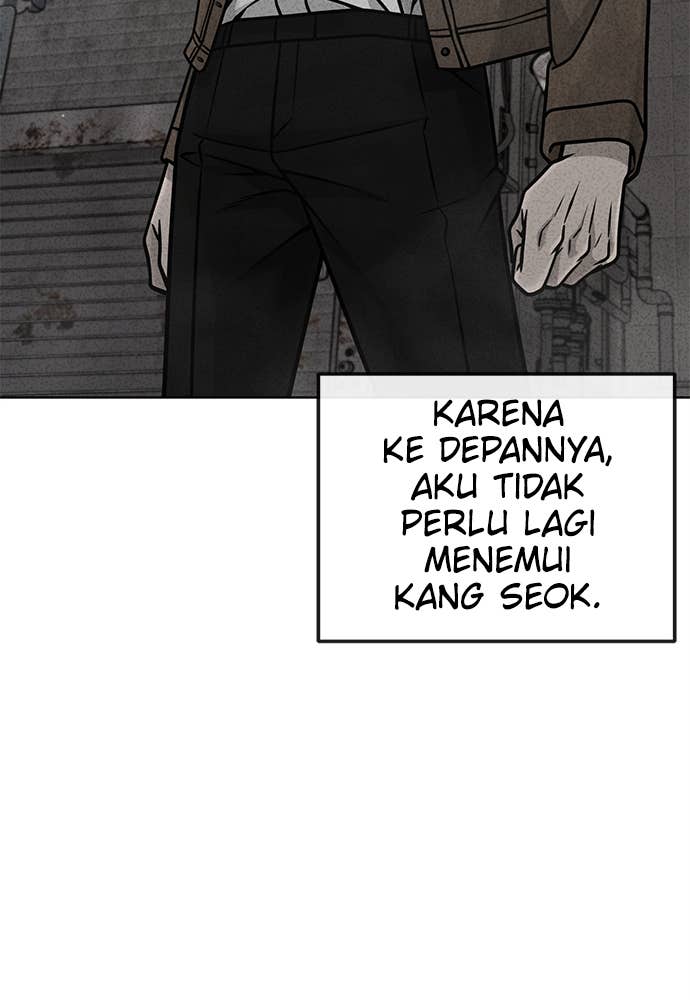 KARENA
KE DEPANNYA,
AKU TIDAK
PERLU LAGI
MENEMUI
KANG SEOK.